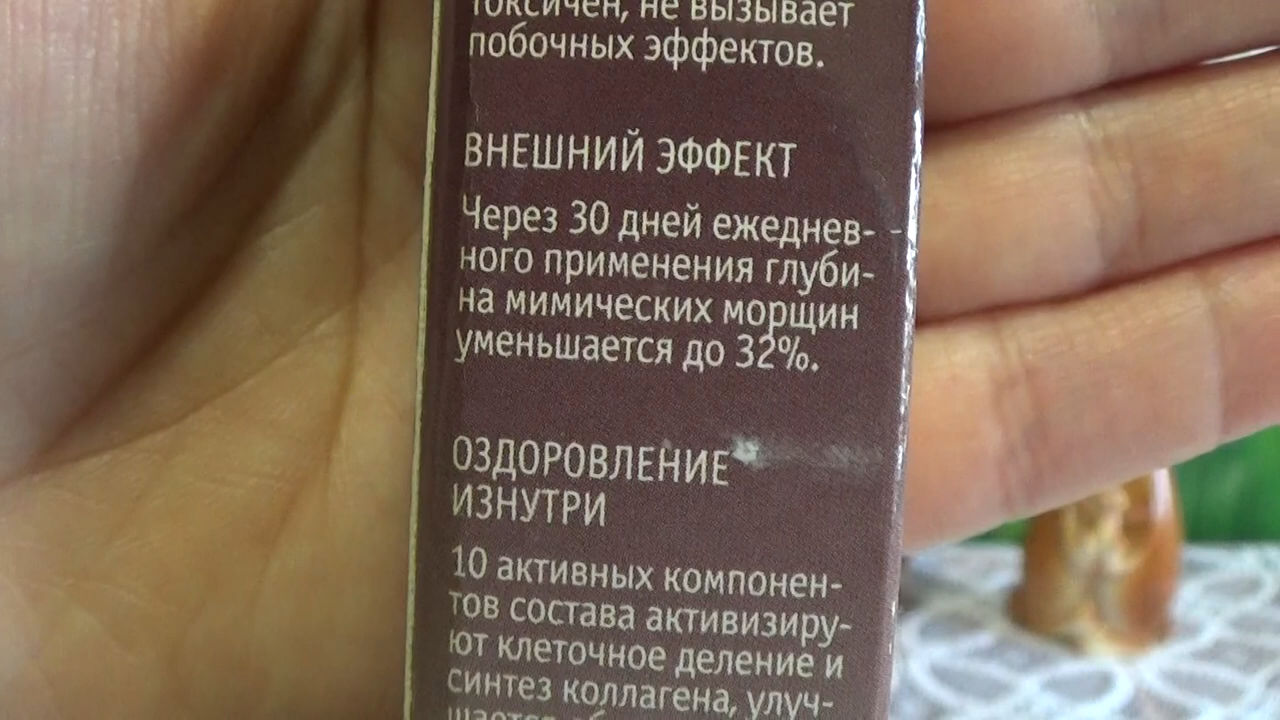 токсичен, не вызывает
побочных эффектов.
ВНЕШНИЙ ЭФФЕКТ
Через 30 дней ежеднев-
ного применения глуби-
на мимических морщин
уменьшается до 32%.
ОЗДОРОВЛЕНИЕ
ИЗНУТРИ
10 активных компонен-
тов состава активизиру-
ют клеточное деление и
синтез коллагена, улуч-